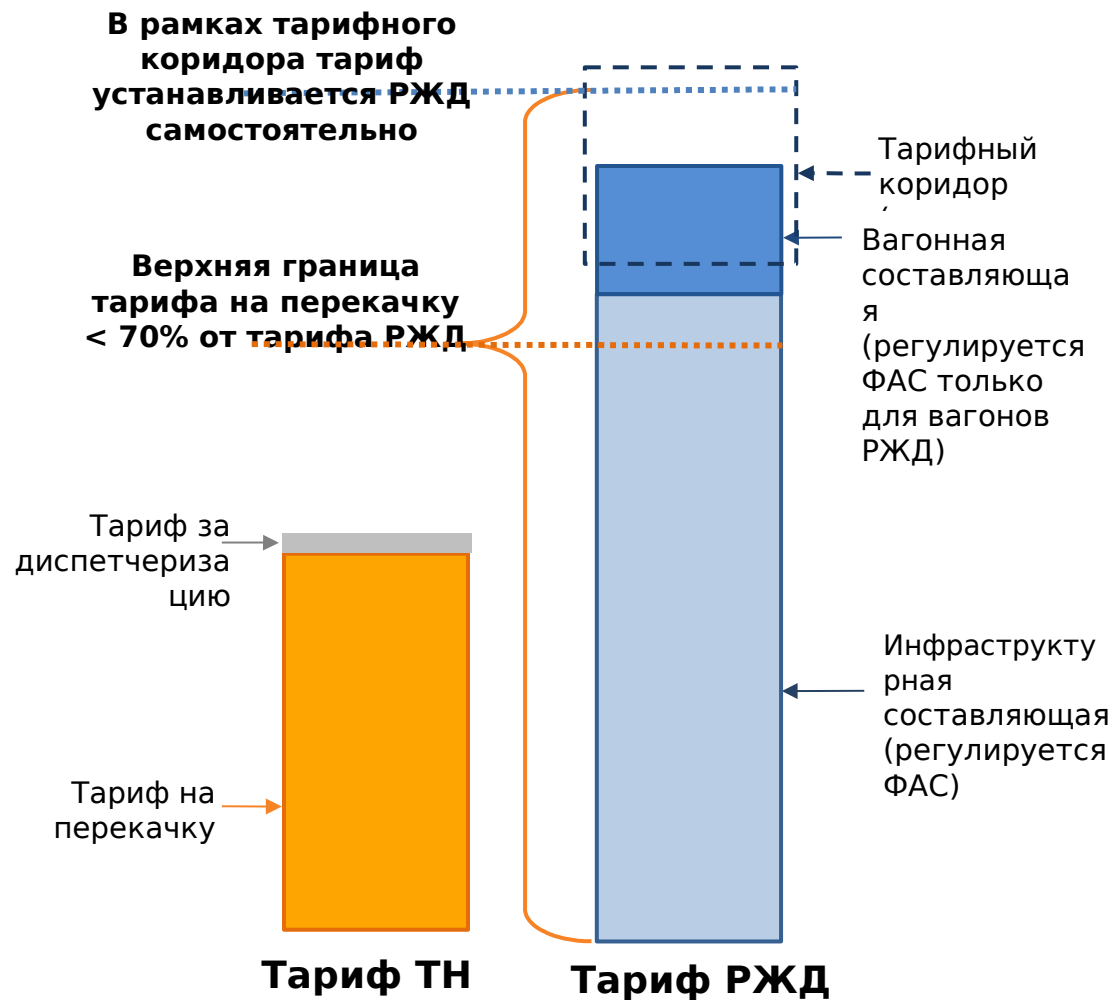 В рамках тарифного
коридора тариф
устанавливается РЖД
самостоятельно
Тарифный
коридор
Вагонная
составляюща
я
(регулируется
ФАС только
для вагонов
РЖД)
Верхняя граница
тарифа на перекачку
< 70% от тарифа РЖД
Тариф за
диспетчериза
цию
Инфраструкту
рная
составляющая
(регулируется
ФАС)
Тариф на
перекачку
Тариф ТН
Тариф РЖД